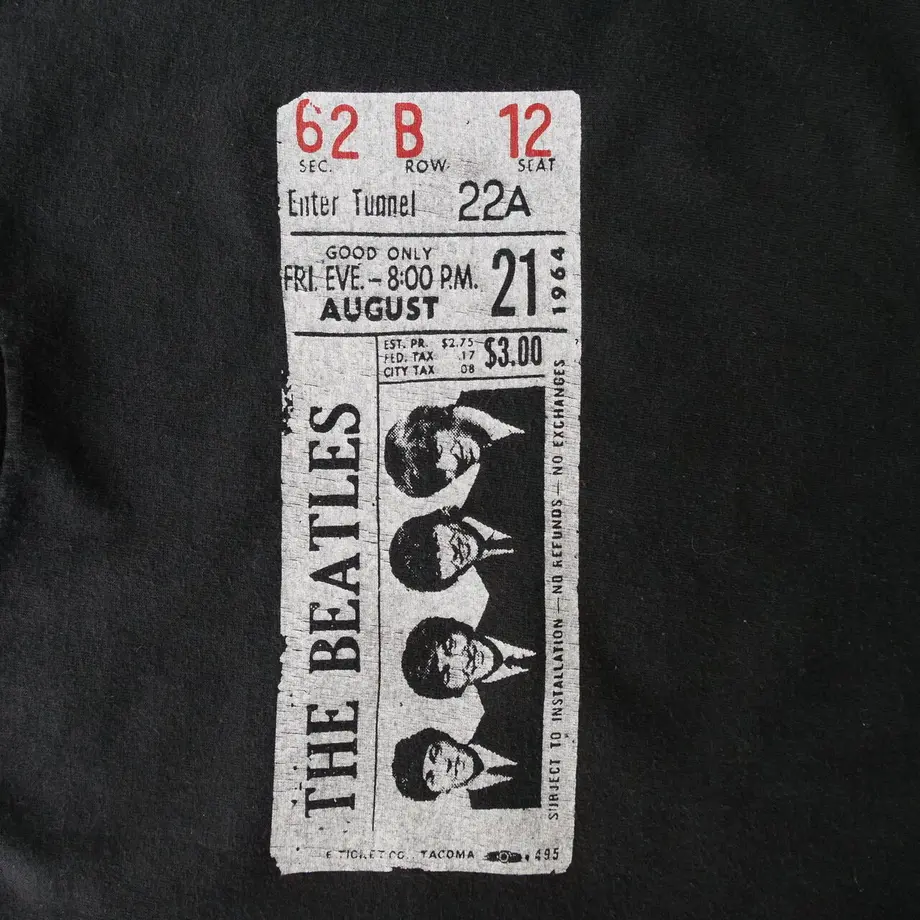 62 B 12
SEC. ROW SEAT
Enter Tunnel 22A
GOOD ONLY
FRI. EVE. – 8:00 P.M.
AUGUST
21
1964
EST. PR. $2.75
FED. TAX .17
CITY TAX 08
$3.00
THE BEATLES
SUBJECT TO INSTALLATION — NO REFUNDS — NO EXCHANGES
TICKET CO. TACOMA 495